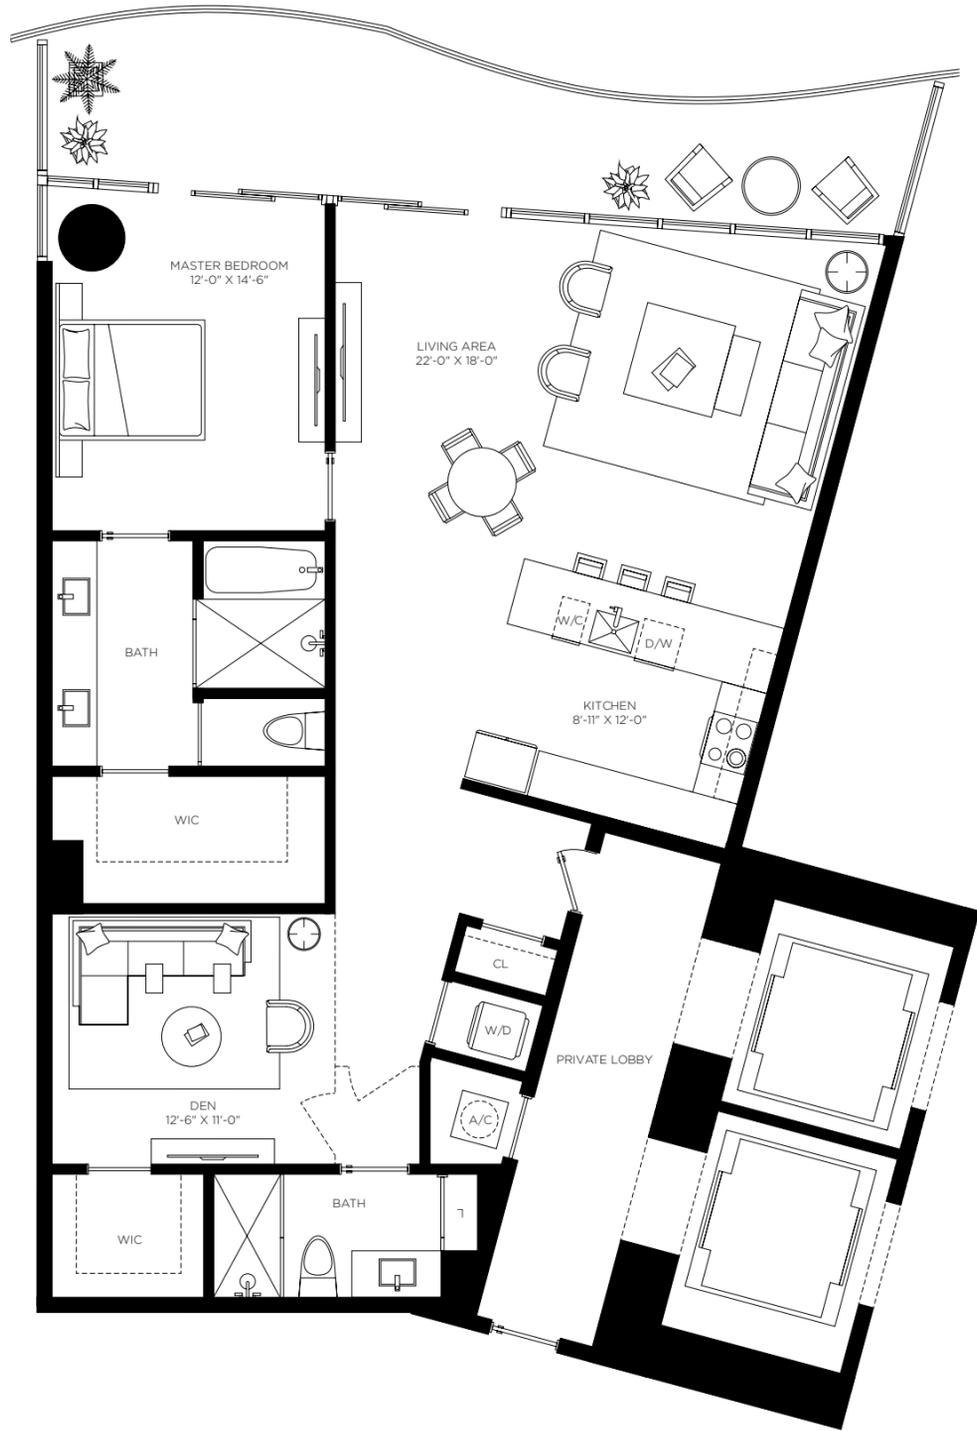 MASTER BEDROOM
12'-0" X 14'-6"
LIVING AREA
22'-0" X 18'-0"
W/C
D/W
BATH
KITCHEN
8'-11" X 12'-0"
WIC
CL
W/D
PRIVATE LOBBY
DEN
12'-6" X 11'-0"
A/C
BATH
L
WIC